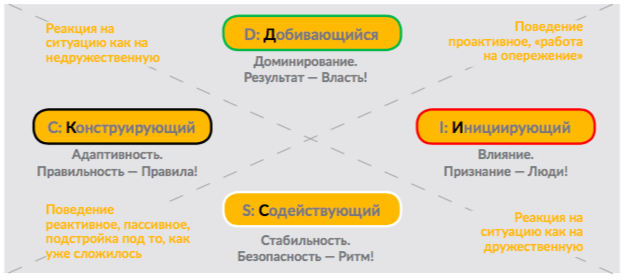 Реакция на
ситуацию как на
недружественную
D: Добивающийся
Доминирование.
Результат — Власть!
Поведение
проактивное, «работа
на опережение»
C: Конструирующий
Адаптивность.
Правильность — Правила!
I: Инициирующий
Влияние.
Признание — Люди!
Поведение
реактивное, пассивное,
подстройка под то, как
уже сложилось
S: Содействующий
Стабильность.
Безопасность — Ритм!
Реакция на
ситуацию как на
дружественную